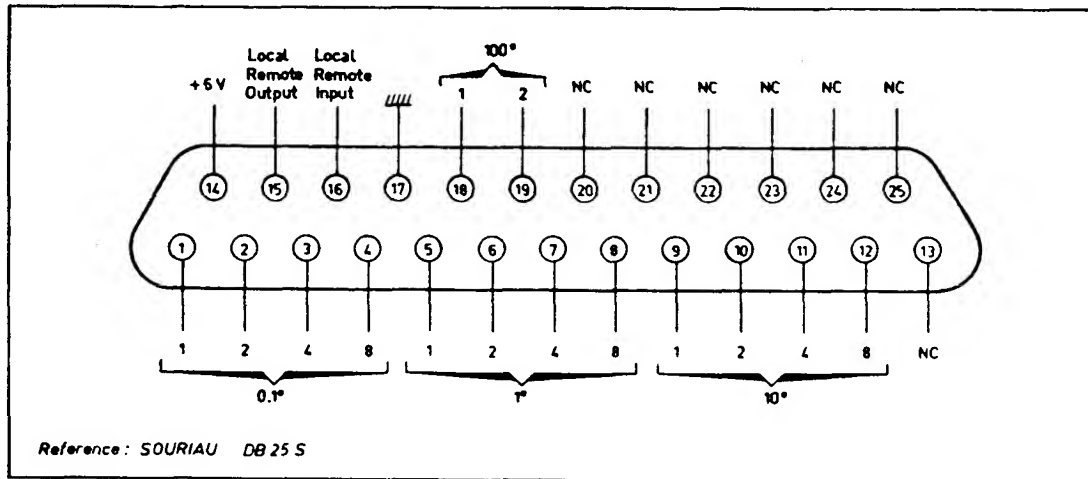 100°
Local Local
+6V Remote Remote
Output Input 1 2 NC NC NC NC NC NC
14 15 16 17 18 19 20 21 22 23 24 25
1 2 3 4 5 6 7 8 9 10 11 12 13
1 2 4 8 1 2 4 8 1 2 4 8 NC
0.1° 1° 10°
Reference: SOURIAU DB 25 S